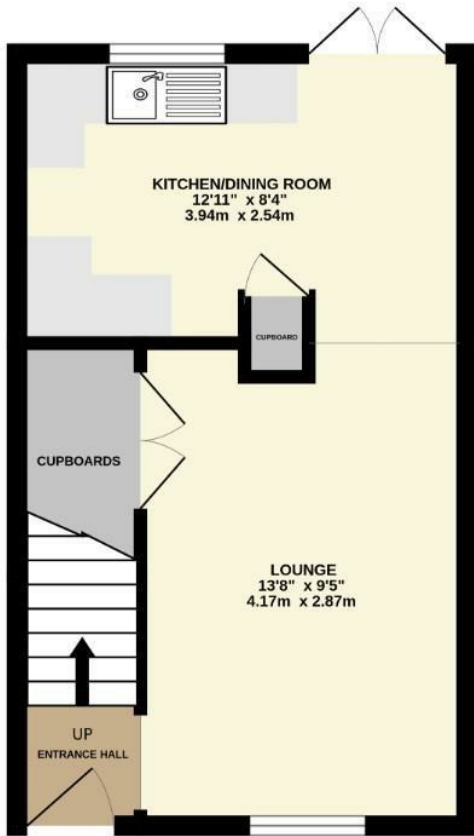 KITCHEN/DINING ROOM
12'11" x 8'4"
3.94m x 2.54m
CUPBOARD
CUPBOARDS
LOUNGE
13'8" x 9'5"
4.17m x 2.87m
UP
ENTRANCE HALL